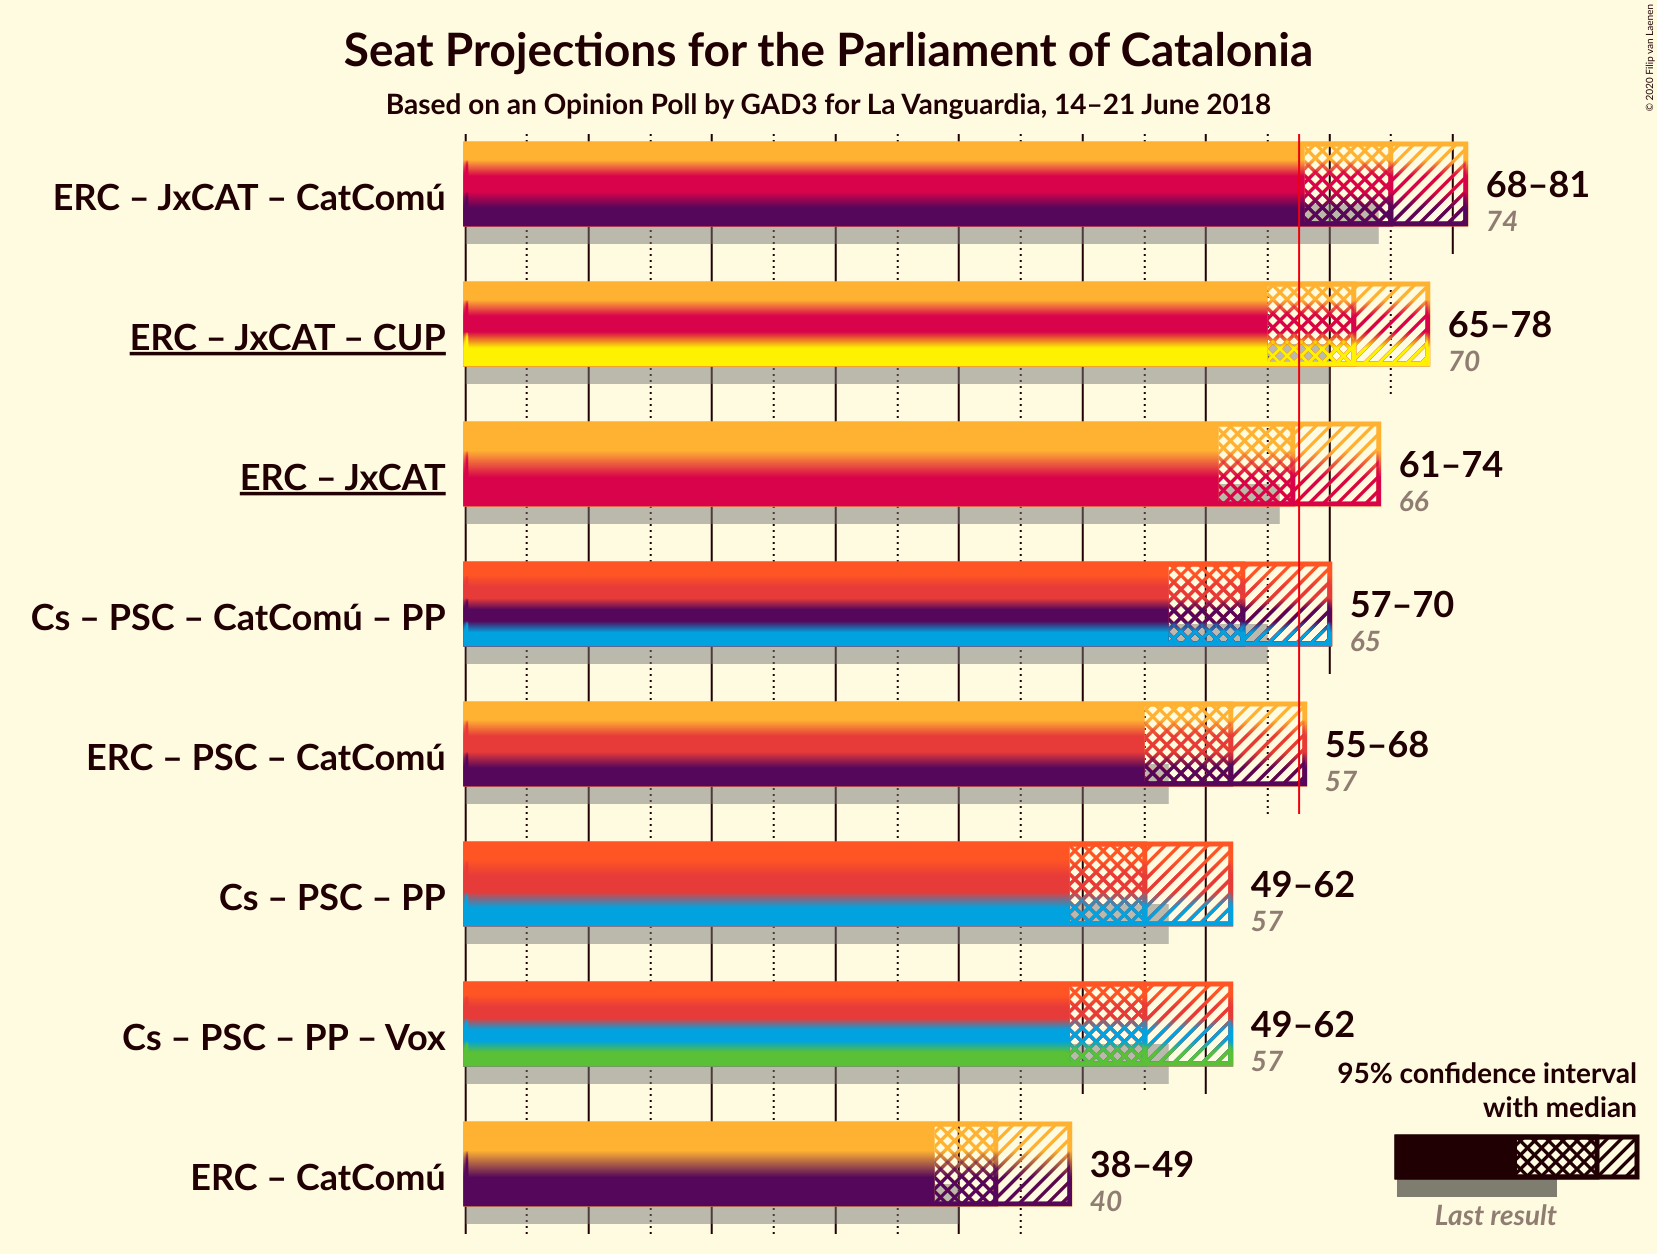 Seat Projections for the Parliament of Catalonia
Based on an Opinion Poll by GAD3 for La Vanguardia, 14–21 June 2018
© 2020 Filip van Laenen
ERC – JxCAT – CatComú
68–81
74
ERC – JxCAT – CUP
65–78
70
ERC – JxCAT
61–74
66
Cs – PSC – CatComú – PP
57–70
65
ERC – PSC – CatComú
55–68
57
Cs – PSC – PP
49–62
57
Cs – PSC – PP – Vox
49–62
57
ERC – CatComú
38–49
40
95% confidence interval
with median
Last result